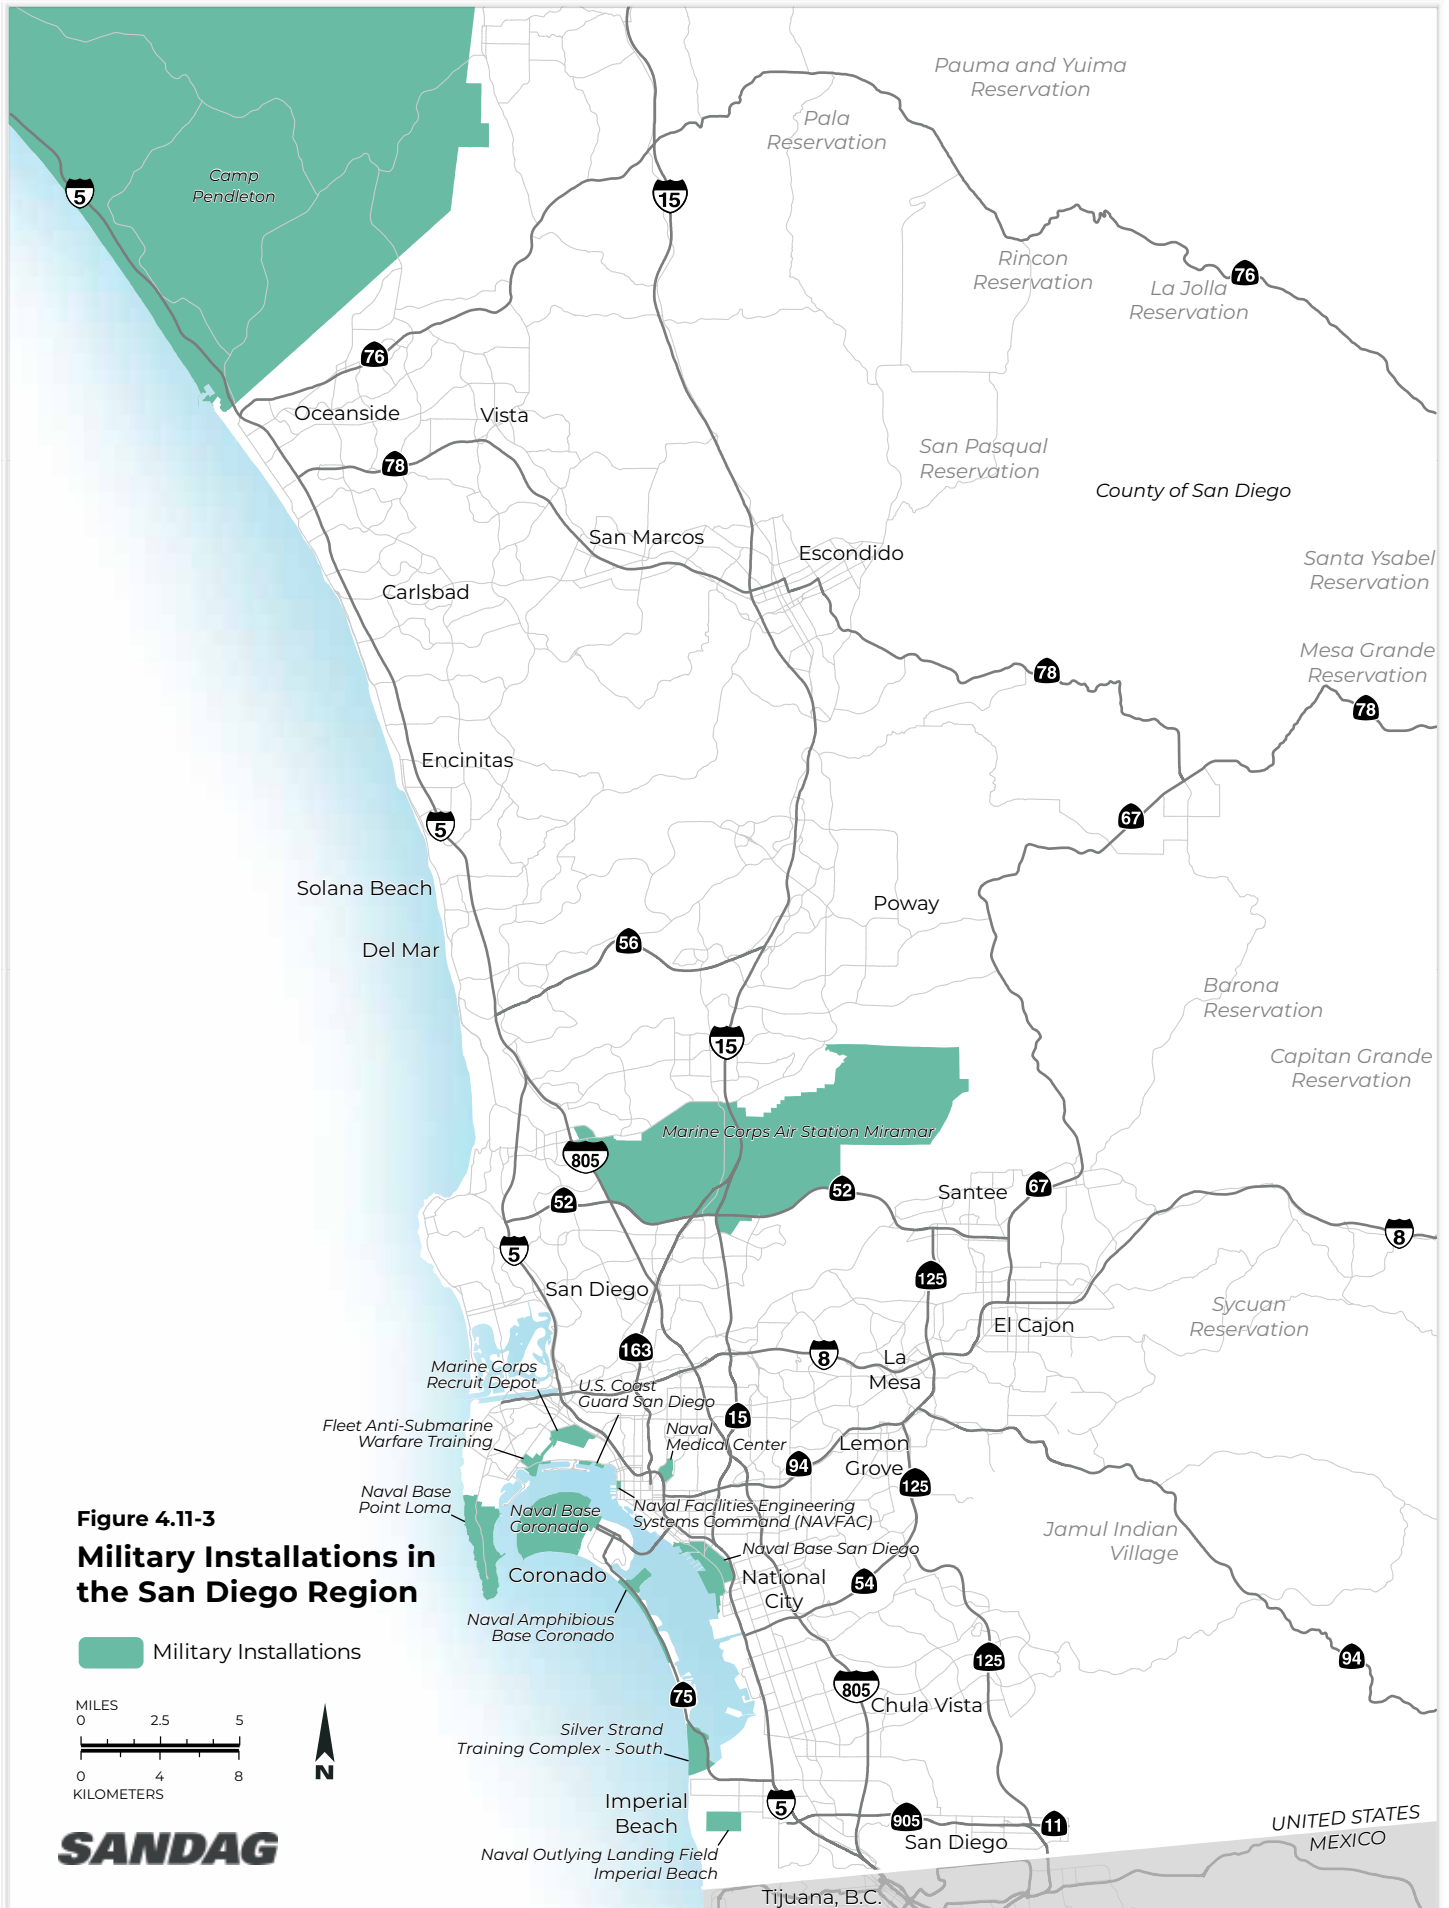 Pauma and Yuima
Reservation
Pala
Reservation
Camp
Pendleton
5
15
Rincon
Reservation
76
La Jolla
Reservation
76
Oceanside
Vista
San Pasqual
Reservation
78
County of San Diego
San Marcos
Escondido
Santa Ysabel
Reservation
Carlsbad
Mesa Grande
Reservation
78
78
Encinitas
67
5
Solana Beach
Poway
56
Del Mar
Barona
Reservation
15
Capitan Grande
Reservation
Marine Corps Air Station Miramar
805
52
52
Santee
67
8
5
125
San Diego
Sycuan
Reservation
El Cajon
163
8
La
Mesa
Marine Corps
Recruit Depot
U.S. Coast
Guard San Diego
15
Fleet Anti-Submarine
Warfare Training
Naval
Medical Center
Lemon
Grove
94
125
Naval Base
Point Loma
Naval Base
Coronado
Naval Facilities Engineering
Systems Command (NAVFAC)
Jamul Indian
Village
Figure 4.11-3
Military Installations in
the San Diego Region
Naval Base San Diego
Coronado
National
City
54
Naval Amphibious
Base Coronado
Military Installations
125
94
805
75
Chula Vista
MILES
0 2.5 5
0 4 8
KILOMETERS
N
Silver Strand
Training Complex - South
Imperial
Beach
5
905
11
San Diego
UNITED STATES
MEXICO
SANDAG
Naval Outlying Landing Field
Imperial Beach
Tijuana, B.C.